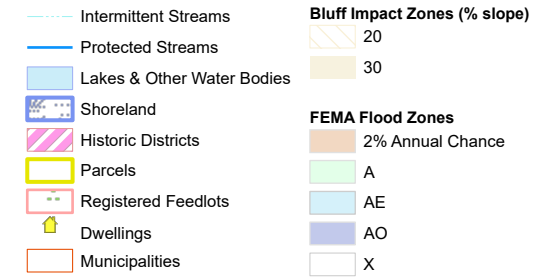 Intermittent Streams
Protected Streams
Lakes & Other Water Bodies
Shoreland
Historic Districts
Parcels
Registered Feedlots
Dwellings
Municipalities
Bluff Impact Zones (% slope)
20
30
FEMA Flood Zones
2% Annual Chance
A
AE
AO
X